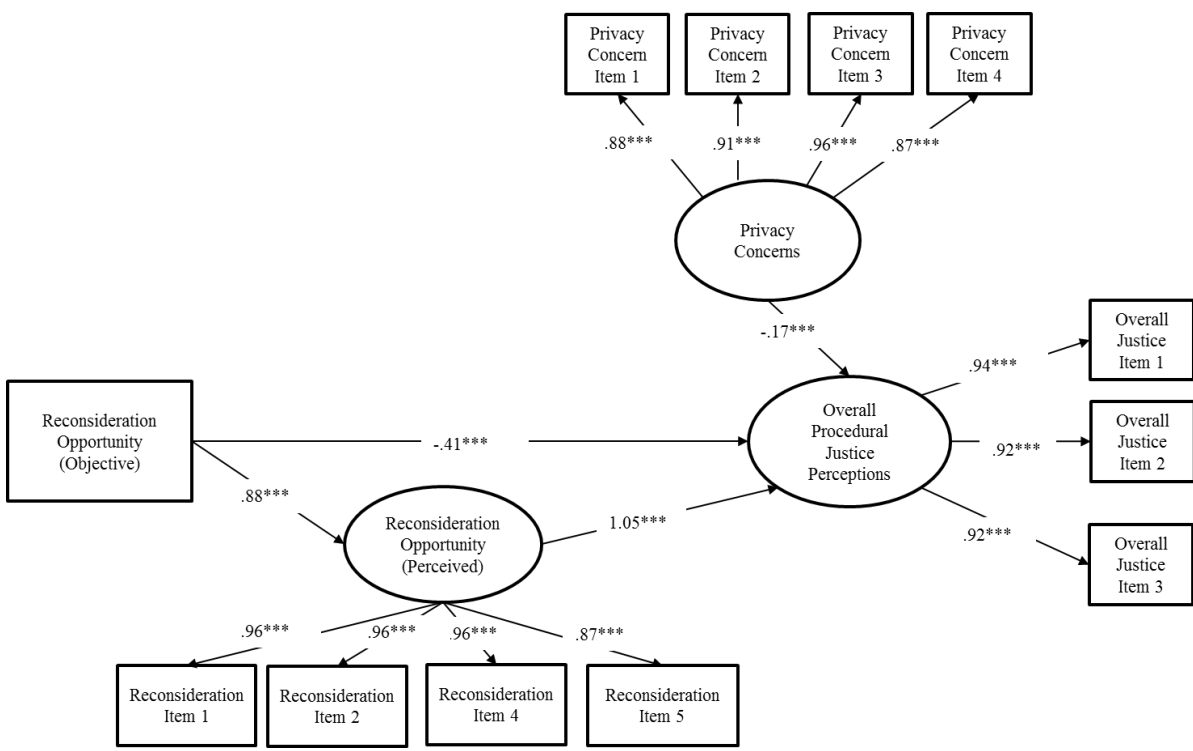 Privacy
Concern
Item 1
Privacy
Concern
Item 2
Privacy
Concern
Item 3
Privacy
Concern
Item 4
.88***
.91***
.96***
.87***
Privacy
Concerns
-.17***
Overall
Justice
Item 1
.94***
Reconsideration
Opportunity
(Objective)
-.41***
Overall
Procedural
Justice
Perceptions
.92***
Overall
Justice
Item 2
.88***
Reconsideration
Opportunity
(Perceived)
1.05***
.92***
Overall
Justice
Item 3
.96***
.96***
.96***
.87***
Reconsideration
Item 1
Reconsideration
Item 2
Reconsideration
Item 4
Reconsideration
Item 5